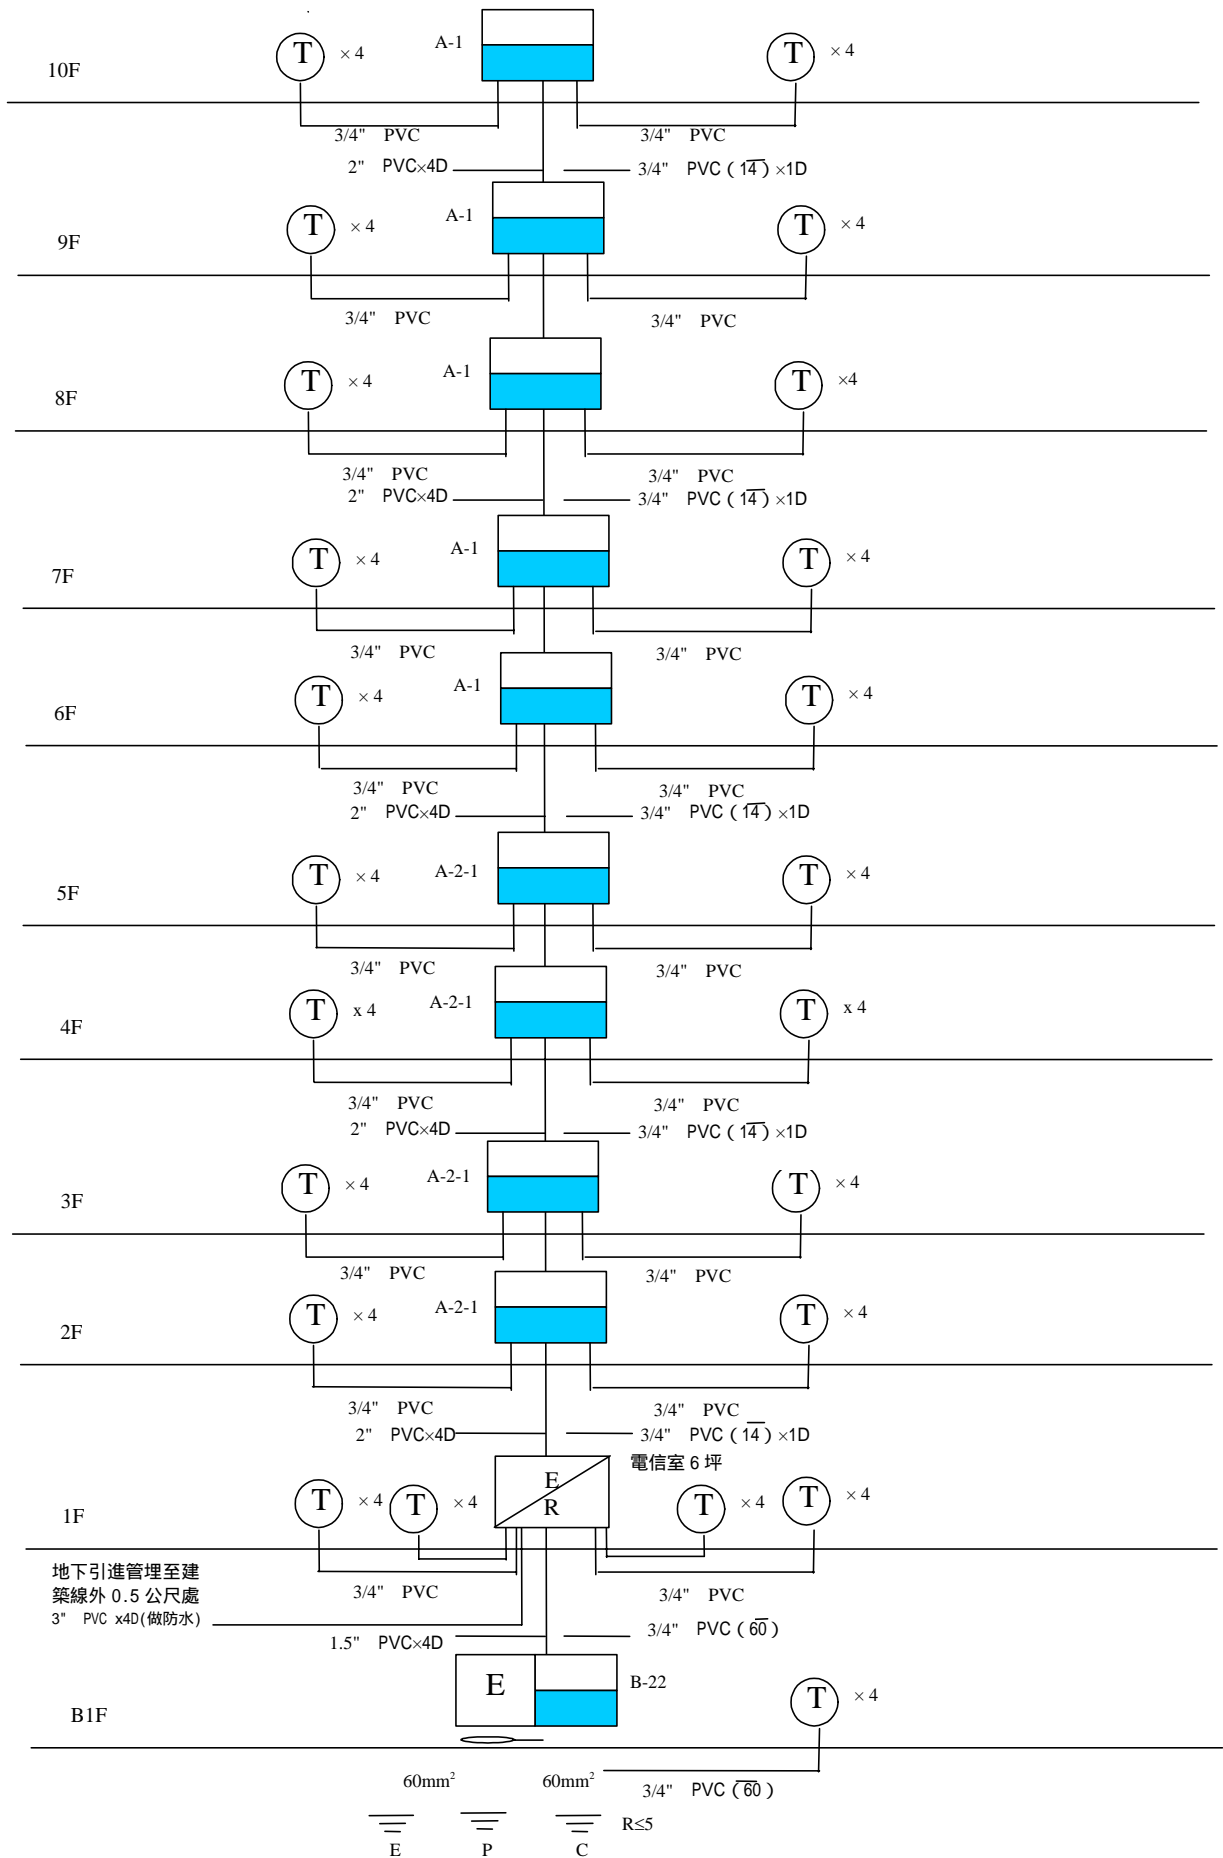 T × 4 A-1 T × 4
10F
3/4" PVC 3/4" PVC
2" PVC×4D 3/4" PVC (14) ×1D
T × 4 A-1 T × 4
9F
3/4" PVC 3/4" PVC
T × 4 A-1 T ×4
8F
3/4" PVC 3/4" PVC
2" PVC×4D 3/4" PVC (14) ×1D
T × 4 A-1 T × 4
7F
3/4" PVC 3/4" PVC
T × 4 A-1 T × 4
6F
3/4" PVC 3/4" PVC
2" PVC×4D 3/4" PVC (14) ×1D
T × 4 A-2-1 T × 4
5F
3/4" PVC 3/4" PVC
T x 4 A-2-1 T x 4
4F
3/4" PVC 3/4" PVC
2" PVC×4D 3/4" PVC (14) ×1D
T × 4 A-2-1 T × 4
3F
3/4" PVC 3/4" PVC
T × 4 A-2-1 T × 4
2F
3/4" PVC 3/4" PVC
2" PVC×4D 3/4" PVC (14) ×1D
電信室 6 坪
T × 4 T × 4 E R T × 4 T × 4
1F
地下引進管埋至建
築線外 0.5 公尺處
3/4" PVC 3/4" PVC
3" PVC x4D(做防水)
1.5" PVC×4D 3/4" PVC (60)
E B-22 T × 4
B1F
60mm² 60mm² 3/4" PVC (60)
R≤5
E P C